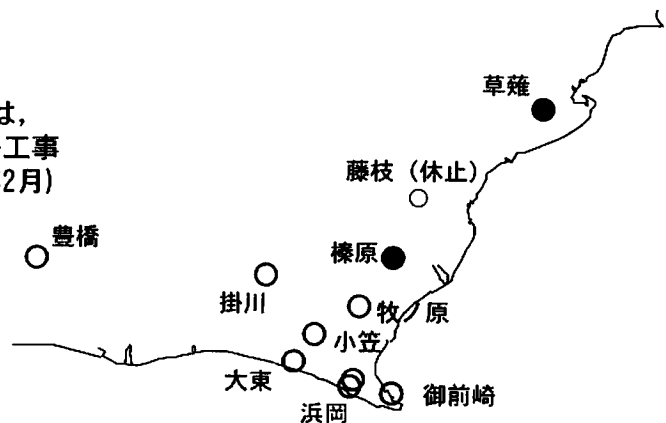 草薙
は,
工事
2月)
藤枝（休止）
豊橋
榛原
掛川
牧ノ原
小笠
大東
御前崎
浜岡